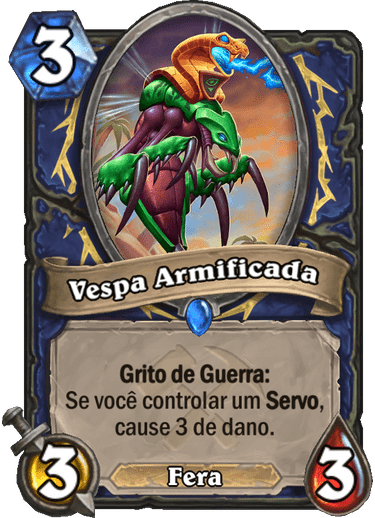 3
Vespa Armificada
Grito de Guerra:
Se você controlar um Servo,
cause 3 de dano.
3
Fera
3